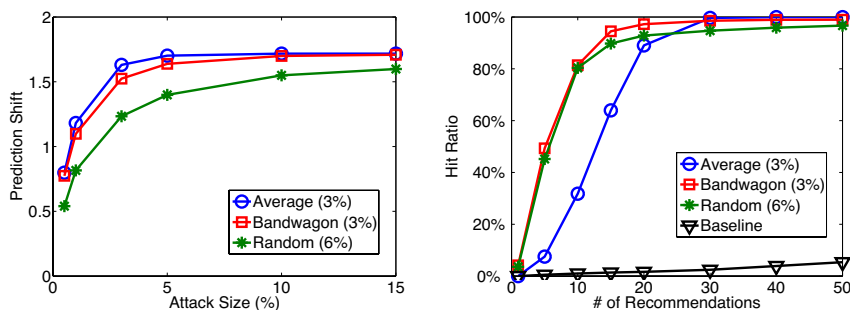 2
1.5
1
0.5
0
Prediction Shift
0 5 10 15
Attack Size (%)
Average (3%)
Bandwagon (3%)
Random (6%)
100%
80%
60%
40%
20%
0%
Hit Ratio
0 10 20 30 40 50
# of Recommendations
Average (3%)
Bandwagon (3%)
Random (6%)
Baseline